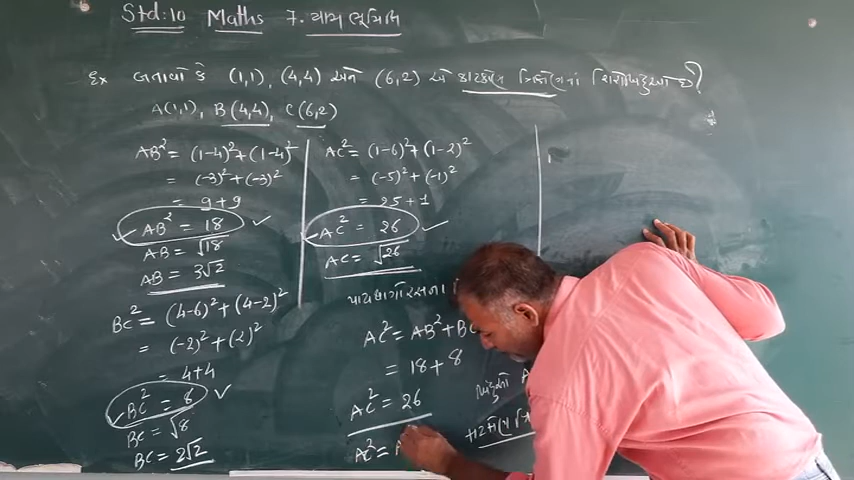 Std:10 Maths 7. યામ ભૂમિતિ
Ex બતાવો કે (1,1), (4,4) અને (6,2) એ કાટકોણ ત્રિકોણના શિરોબિંદુઓ છે?
A(1,1), B(4,4), C(6,2)
AB² = (1-4)²+(1-4)²
= (-3)²+(-3)²
= 9+9
AB² = 18
AB = √18
AB = 3√2
BC² = (4-6)²+(4-2)²
= (-2)²+(2)²
= 4+4
BC² = 8
BC = √8
BC = 2√2
AC² = (1-6)²+(1-2)²
= (-5)²+(-1)²
= 25+1
AC² = 26
AC = √26
પાયથાગોરસના
AC² = AB²+BC
= 18+8
AC² = 26
AC² = A